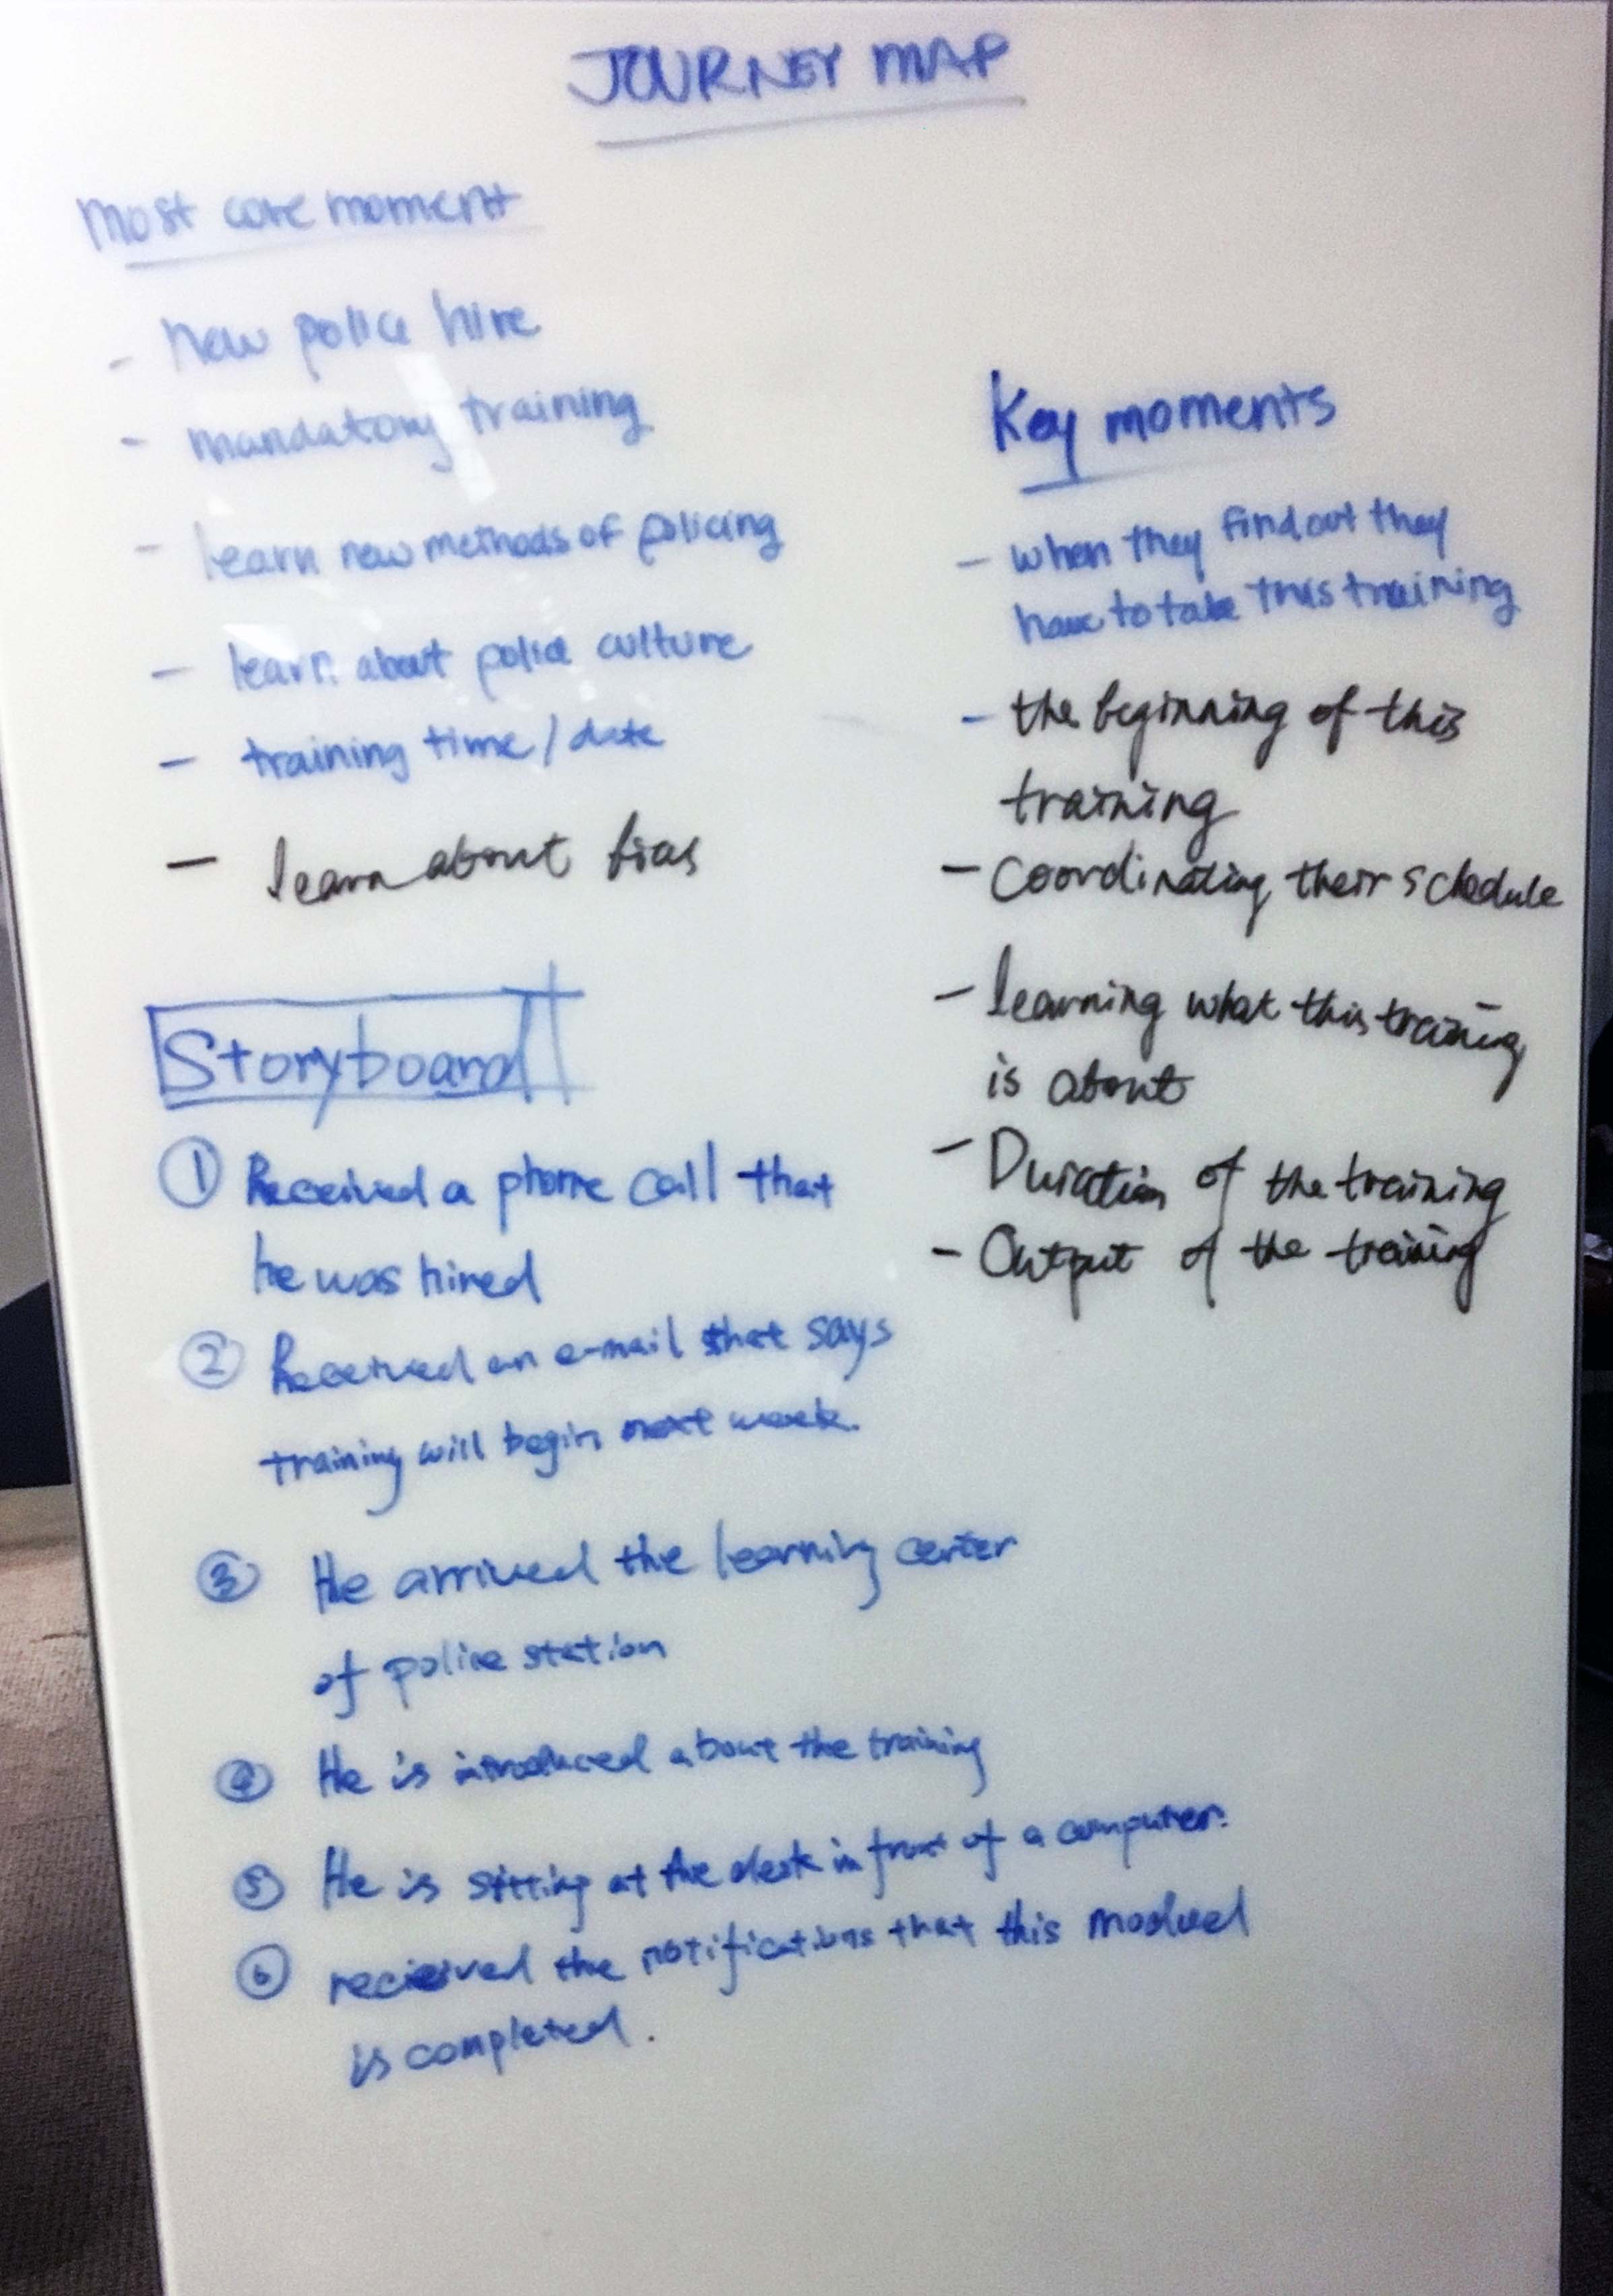 JOURNEY MAP
most core moment
- new police hire
- mandatory training
- learn new methods of policing
- learn about police culture
- training time/date
- learn about bias
Key moments
- when they find out they
have to take this training
- the beginning of this
training
- Coordinating their schedule
- learning what this training
is about
- Duration of the training
- Output of the training
Storyboard
① Received a phone call that
he was hired
② Received an e-mail that says
training will begin next week.
③ He arrived the learning center
of police station
④ He is introduced about the training
⑤ He is sitting at the desk in front of a computer.
⑥ recieved the notifications that this moduel
is completed.